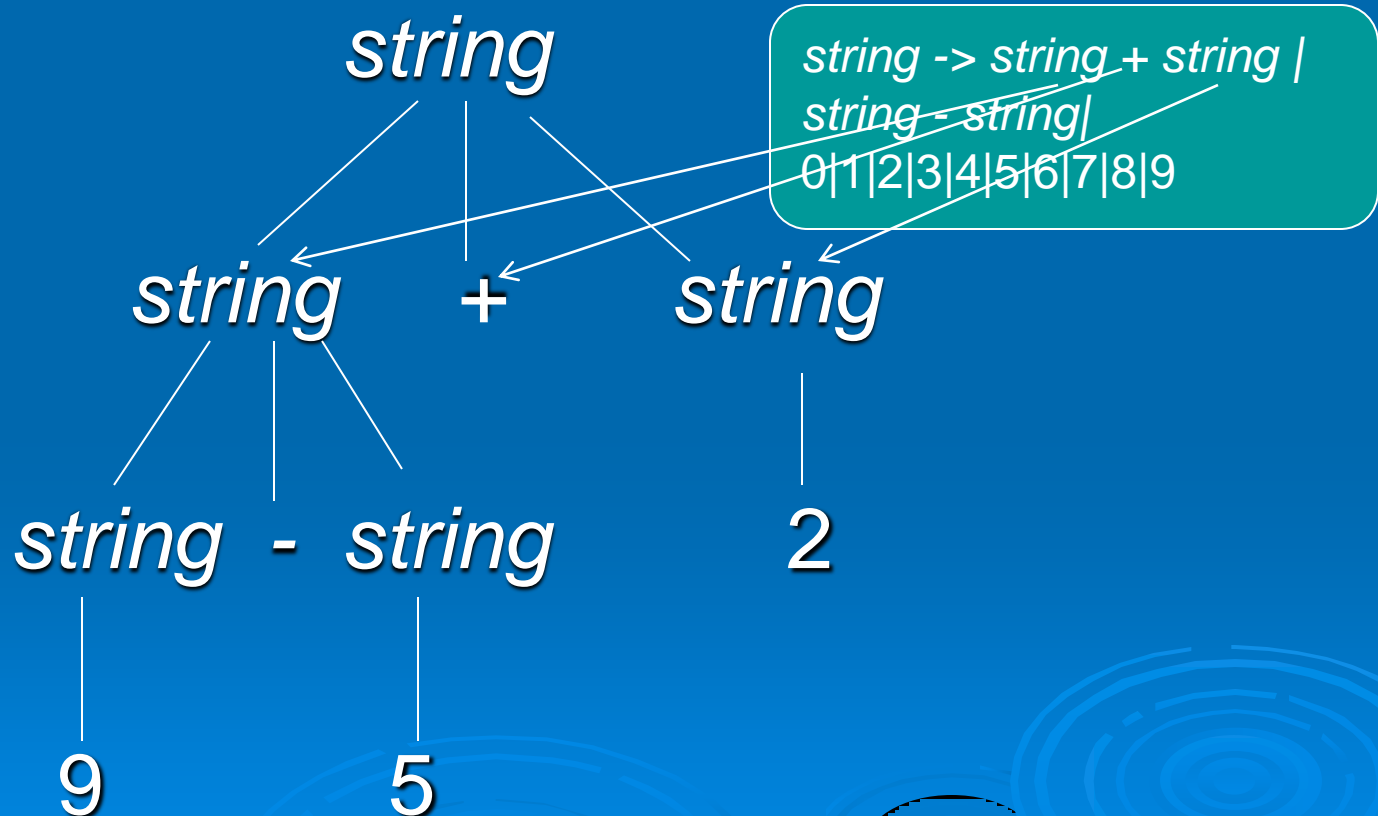 string
string -> string + string |
string - string|
0|1|2|3|4|5|6|7|8|9
string + string
string - string 2
9 5